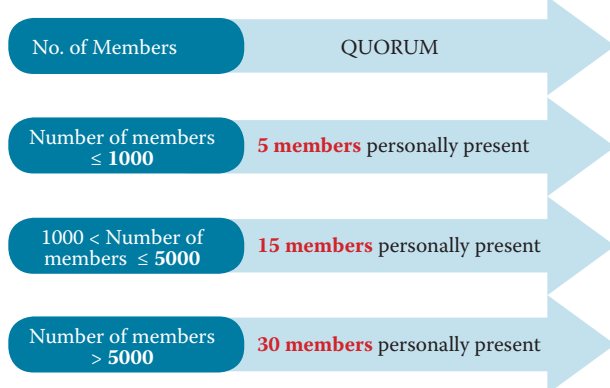 No. of Members
QUORUM
Number of members
≤ 1000
5 members personally present
1000 < Number of
members ≤ 5000
15 members personally present
Number of members
> 5000
30 members personally present